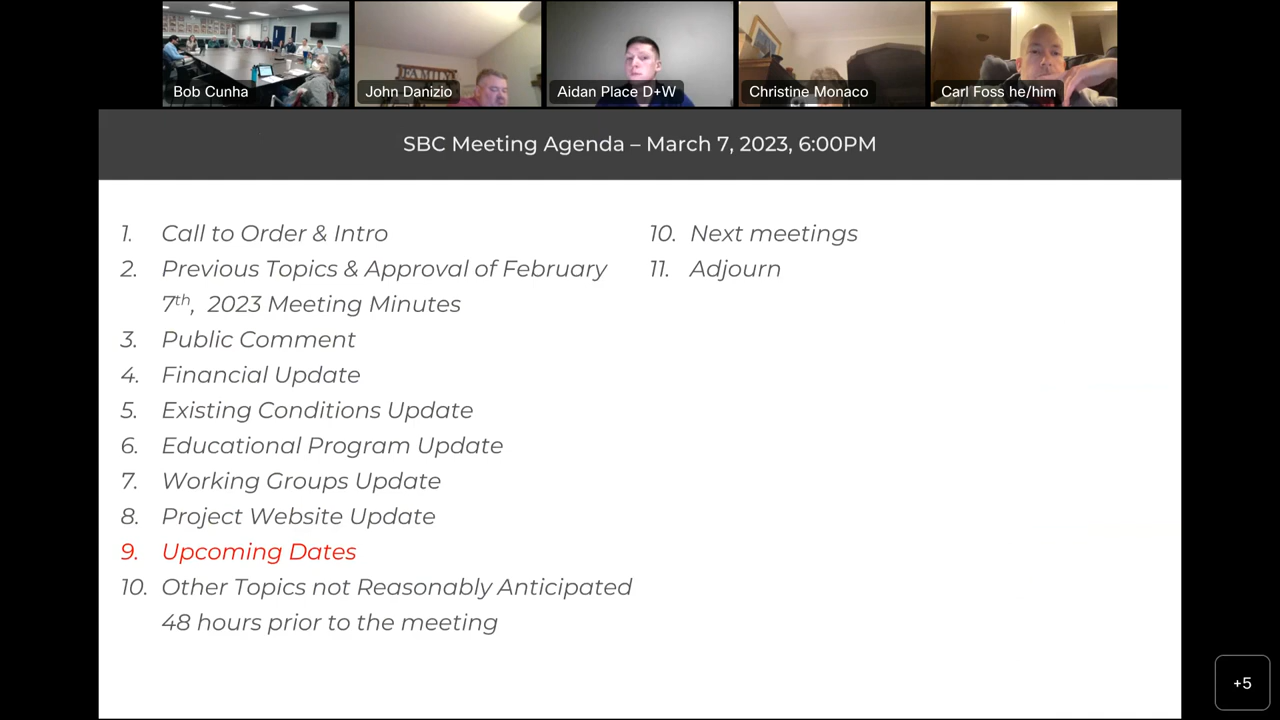 Bob Cunha
John Danizio
Aidan Place D+W
Christine Monaco
Carl Foss he/him
FAMILY
SBC Meeting Agenda – March 7, 2023, 6:00PM
1. Call to Order & Intro
2. Previous Topics & Approval of February
7th, 2023 Meeting Minutes
3. Public Comment
4. Financial Update
5. Existing Conditions Update
6. Educational Program Update
7. Working Groups Update
8. Project Website Update
9. Upcoming Dates
10. Other Topics not Reasonably Anticipated
48 hours prior to the meeting
10. Next meetings
11. Adjourn
+5